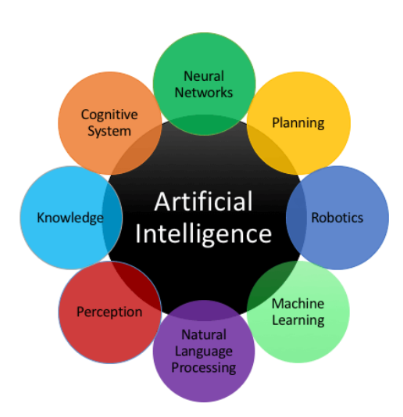 Neural
Networks
Cognitive
System
Planning
Artificial
Intelligence
Knowledge
Robotics
Perception
Machine
Learning
Natural
Language
Processing